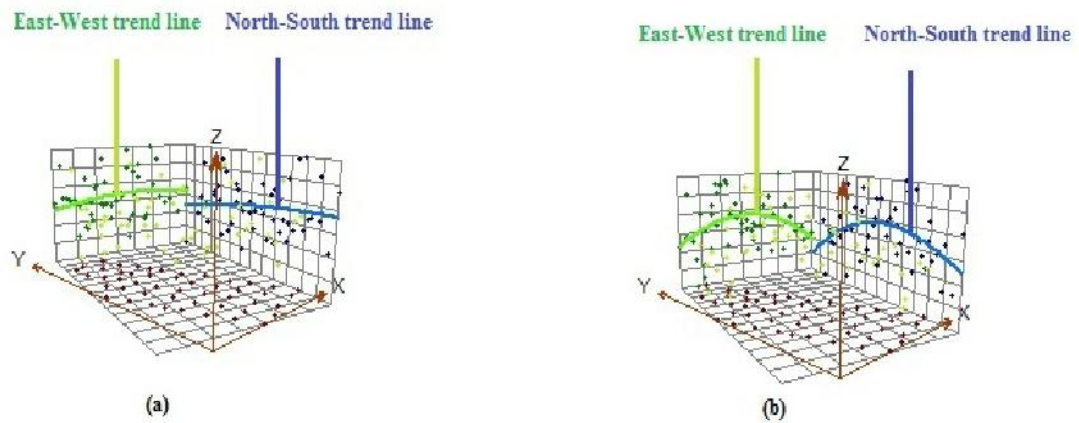 East-West trend line North-South trend line
East-West trend line North-South trend line
Z
Z
Y
X
Y
X
(a)
(b)